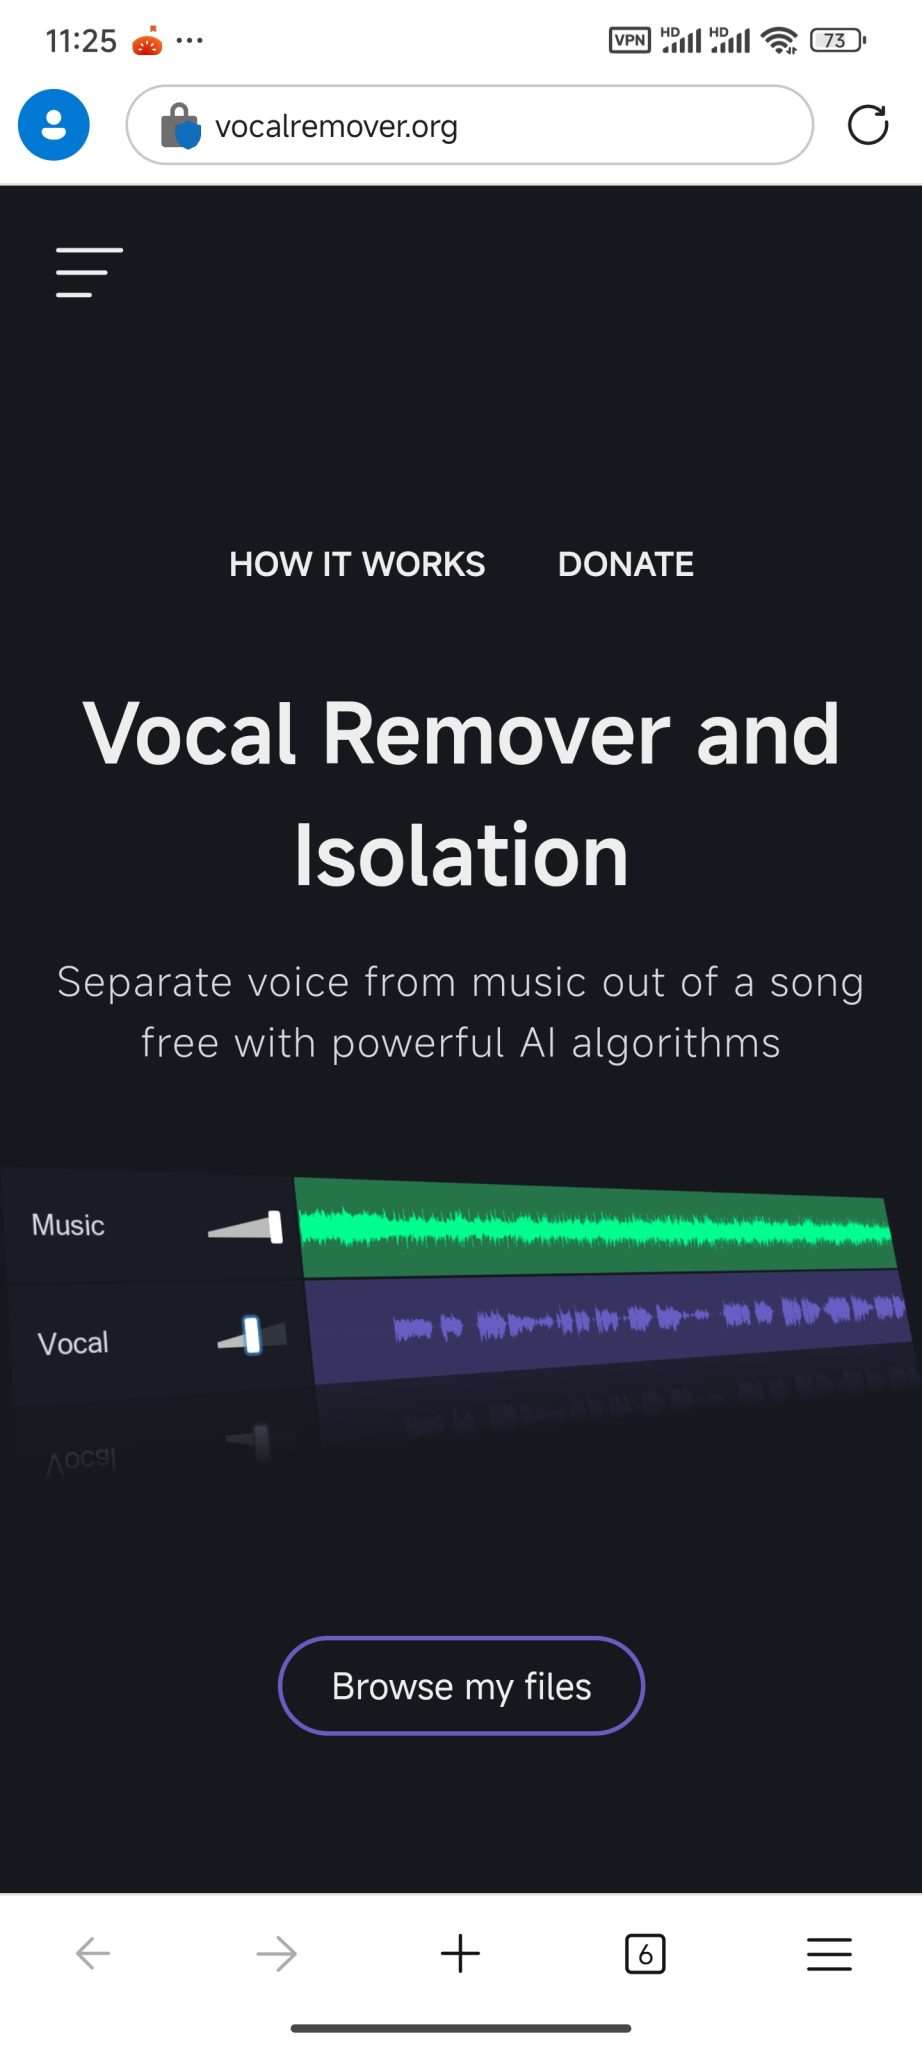 11:25
VPN HD HD 73
vocalremover.org
HOW IT WORKS DONATE
Vocal Remover and
Isolation
Separate voice from music out of a song
free with powerful AI algorithms
Music
Vocal
Vocal
Browse my files
6